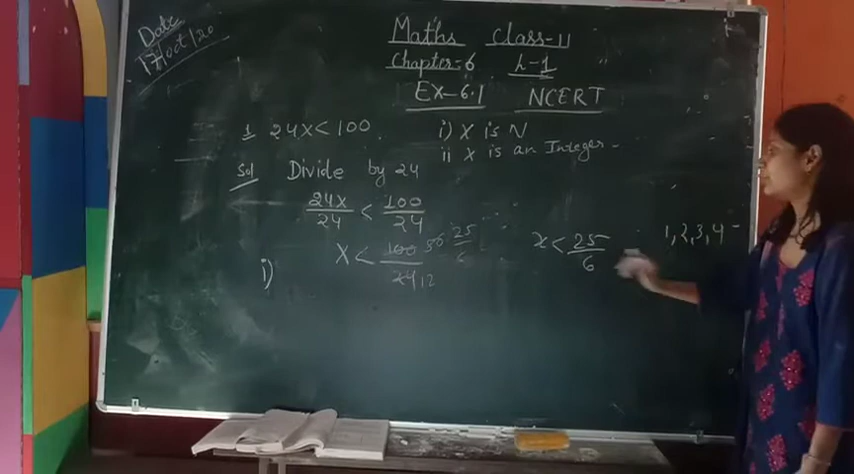 Date
17/oct/20
Maths Class-11
Chapter-6 L-1
Ex-6.1 NCERT
1 24x<100. i) x is N
ii x is an Integer-
Sol Divide by 24
24x/24 < 100/24
x < 100/24 50/12 25/6
x < 25/6
1,2,3,4-
i)